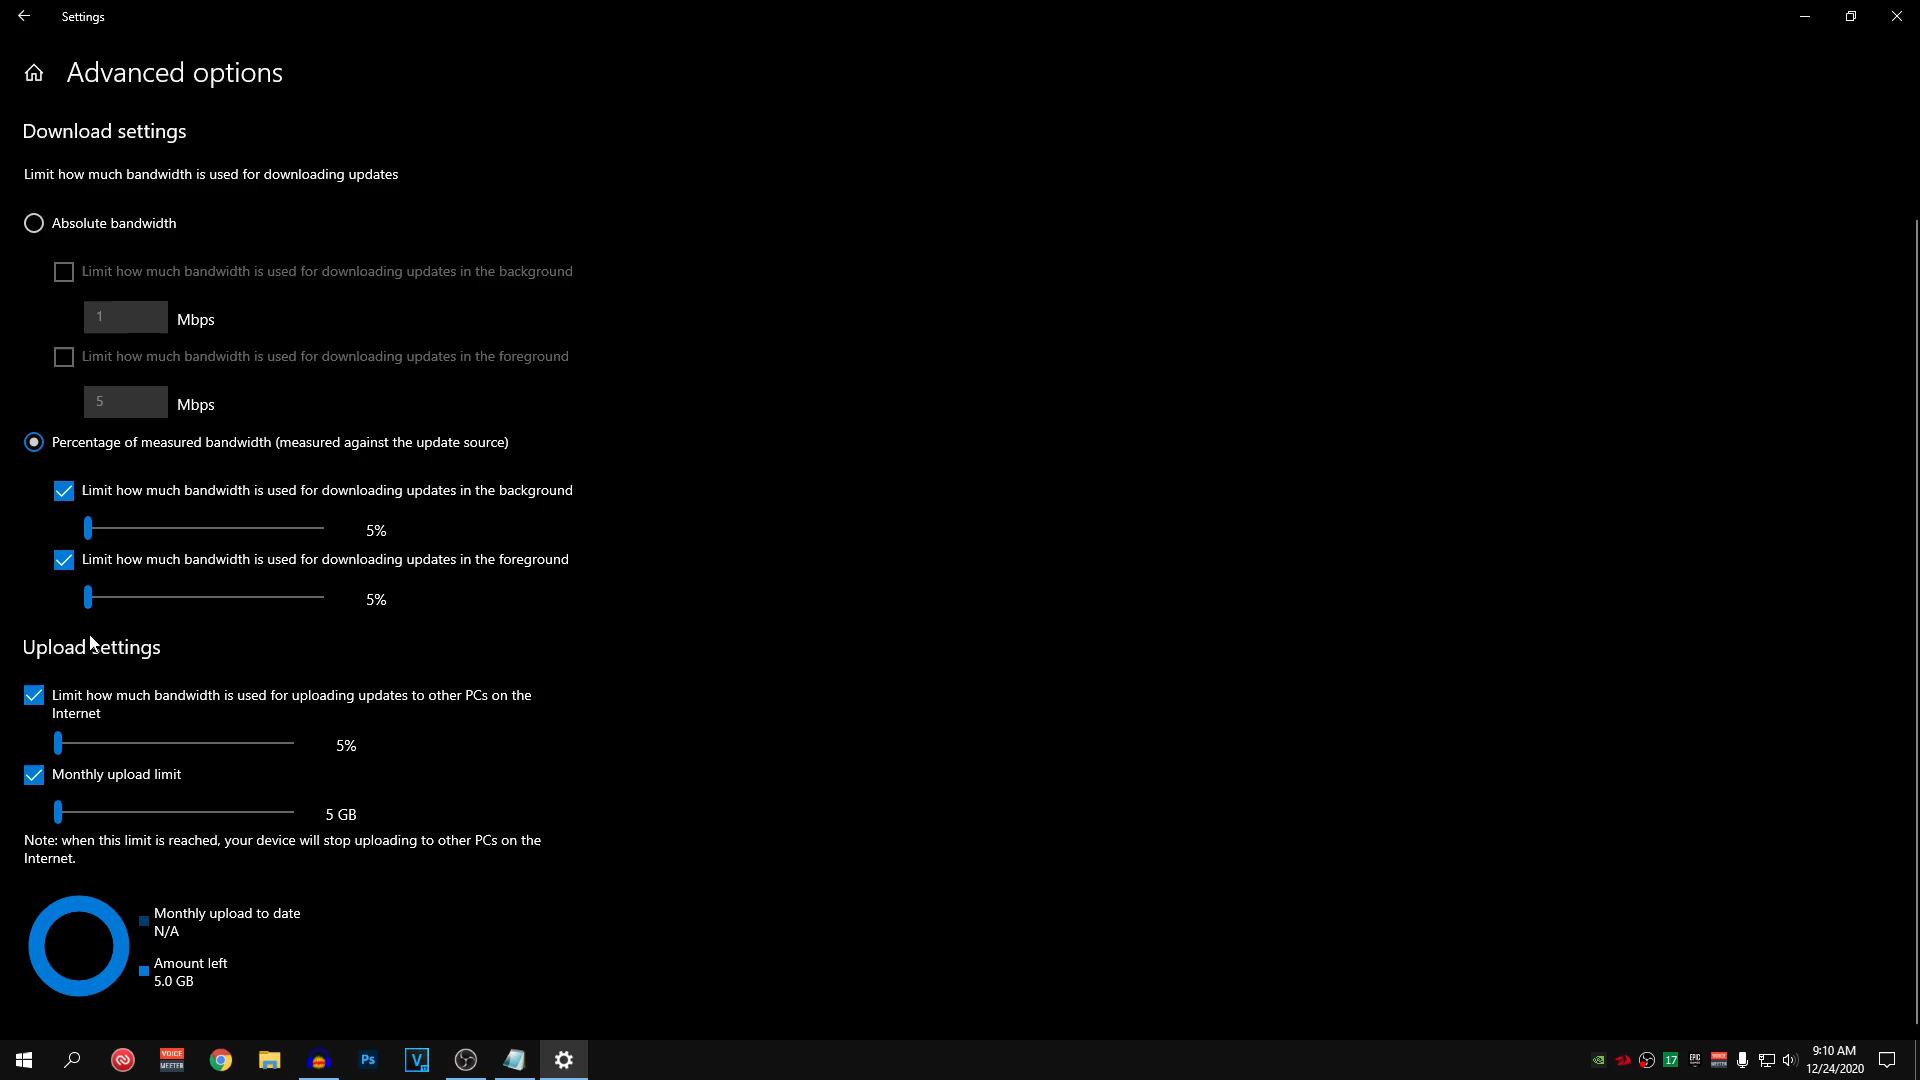 Settings
Advanced options
Download settings
Limit how much bandwidth is used for downloading updates
Absolute bandwidth
Limit how much bandwidth is used for downloading updates in the background
1
Mbps
Limit how much bandwidth is used for downloading updates in the foreground
5
Mbps
Percentage of measured bandwidth (measured against the update source)
Limit how much bandwidth is used for downloading updates in the background
5%
Limit how much bandwidth is used for downloading updates in the foreground
5%
Upload settings
Limit how much bandwidth is used for uploading updates to other PCs on the
Internet
5%
Monthly upload limit
5 GB
Note: when this limit is reached, your device will stop uploading to other PCs on the
Internet.
Monthly upload to date
N/A
Amount left
5.0 GB
VOICE
MEETER
Ps
V
17
EPIC
9:10 AM
12/24/2020